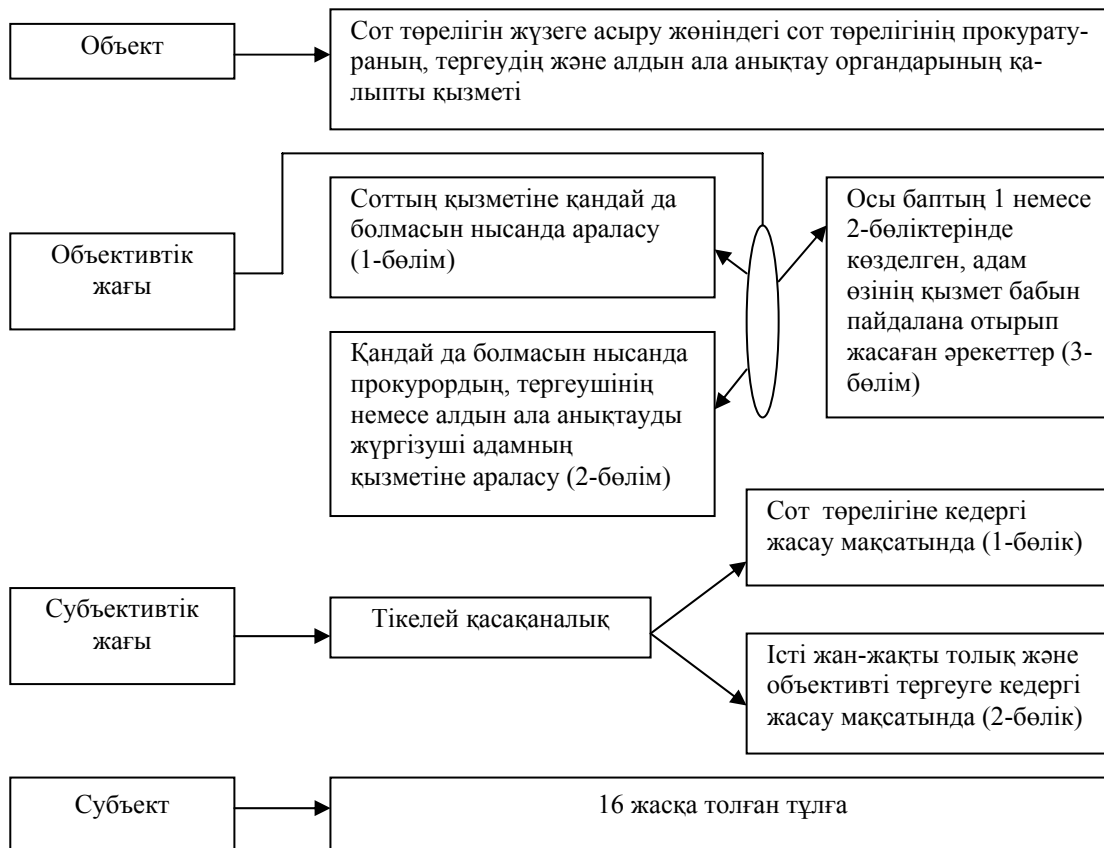 Объект
Сот төрелігін жүзеге асыру жөніндегі сот төрелігінің прокурату-
раның, тергеудің және алдын ала анықтау органдарының қа-
лыпты қызметі
Объективтік
жағы
Соттың қызметіне қандай да
болмасын нысанда араласу
(1-бөлім)
Қандай да болмасын нысанда
прокурордың, тергеушінің
немесе алдын ала анықтауды
жүргізуші адамның
қызметіне араласу (2-бөлім)
Осы баптың 1 немесе
2-бөліктерінде
көзделген, адам
өзінің қызмет бабын
пайдалана отырып
жасаған әрекеттер (3-
бөлім)
Субъективтік
жағы
Тікелей қасақаналық
Сот төрелігіне кедергі
жасау мақсатында (1-бөлік)
Істі жан-жақты толық және
объективті тергеуге кедергі
жасау мақсатында (2-бөлік)
Субъект
16 жасқа толған тұлға